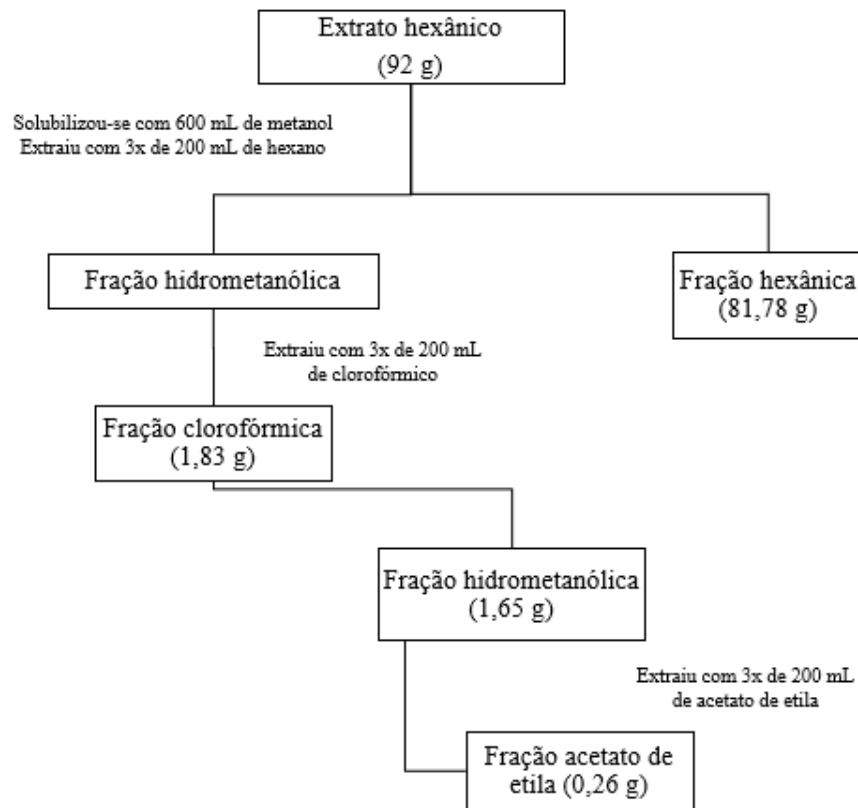 Extrato hexânico
(92 g)
Solubilizou-se com 600 mL de metanol
Extraiu com 3x de 200 mL de hexano
Fração hidrometanólica
Fração hexânica
(81,78 g)
Extraiu com 3x de 200 mL
de clorofórmico
Fração clorofórmica
(1,83 g)
Fração hidrometanólica
(1,65 g)
Extraiu com 3x de 200 mL
de acetato de etila
Fração acetato de
etila (0,26 g)